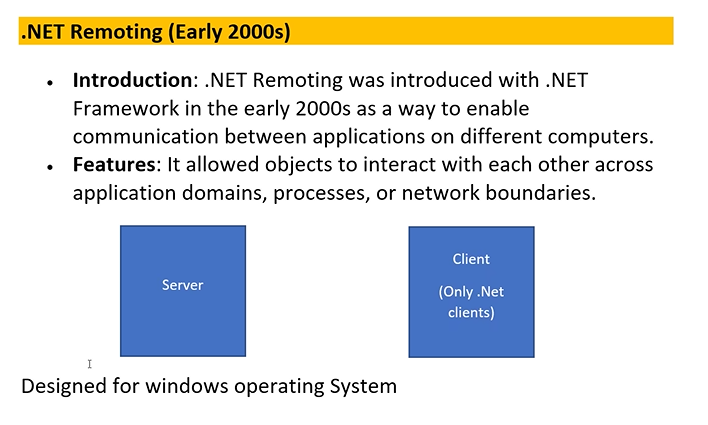 .NET Remoting (Early 2000s)
• Introduction: .NET Remoting was introduced with .NET
Framework in the early 2000s as a way to enable
communication between applications on different computers.
• Features: It allowed objects to interact with each other across
application domains, processes, or network boundaries.
Server
Client
(Only .Net
clients)
Designed for windows operating System